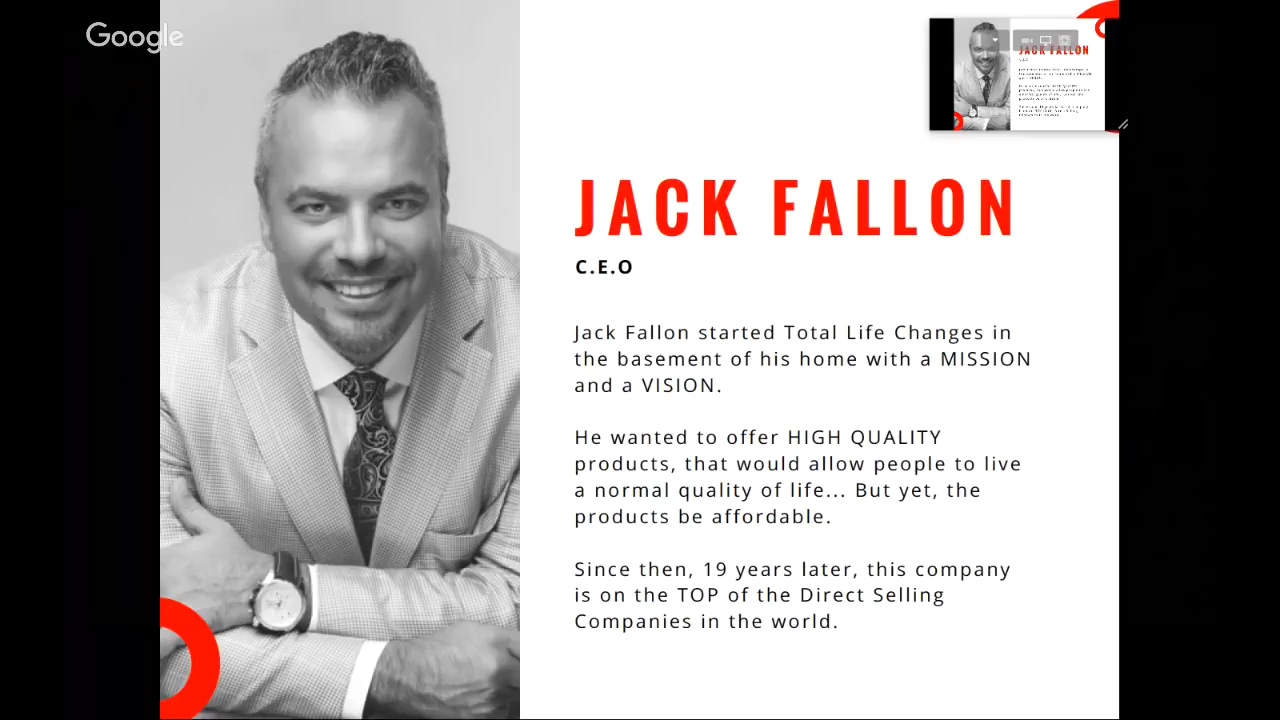 Google
JACK FALLON
JACK FALLON
C.E.O
Jack Fallon started Total Life Changes in
the basement of his home with a MISSION
and a VISION.
He wanted to offer HIGH QUALITY
products, that would allow people to live
a normal quality of life... But yet, the
products be affordable.
Since then, 19 years later, this company
is on the TOP of the Direct Selling
Companies in the world.